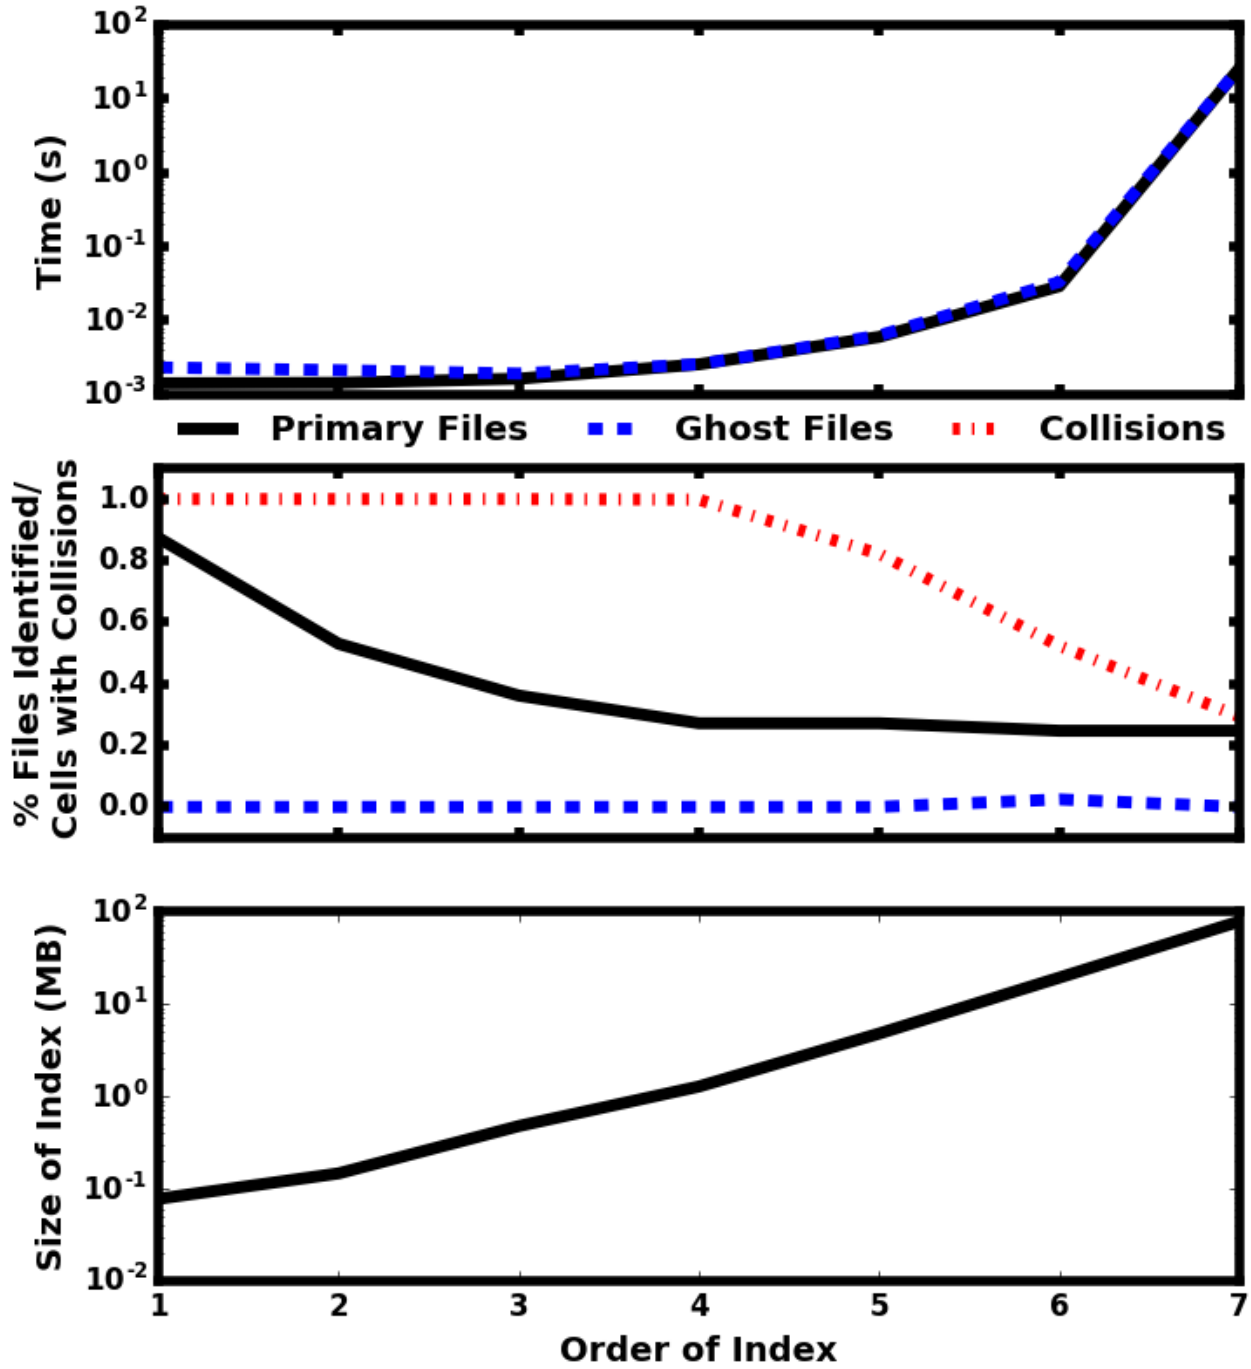 10²
10¹
10⁰
10⁻¹
10⁻²
10⁻³
Time (s)
Primary Files Ghost Files Collisions
1.0
0.8
0.6
0.4
0.2
0.0
% Files Identified/
Cells with Collisions
10²
10¹
10⁰
10⁻¹
10⁻²
Size of Index (MB)
1 2 3 4 5 6 7
Order of Index